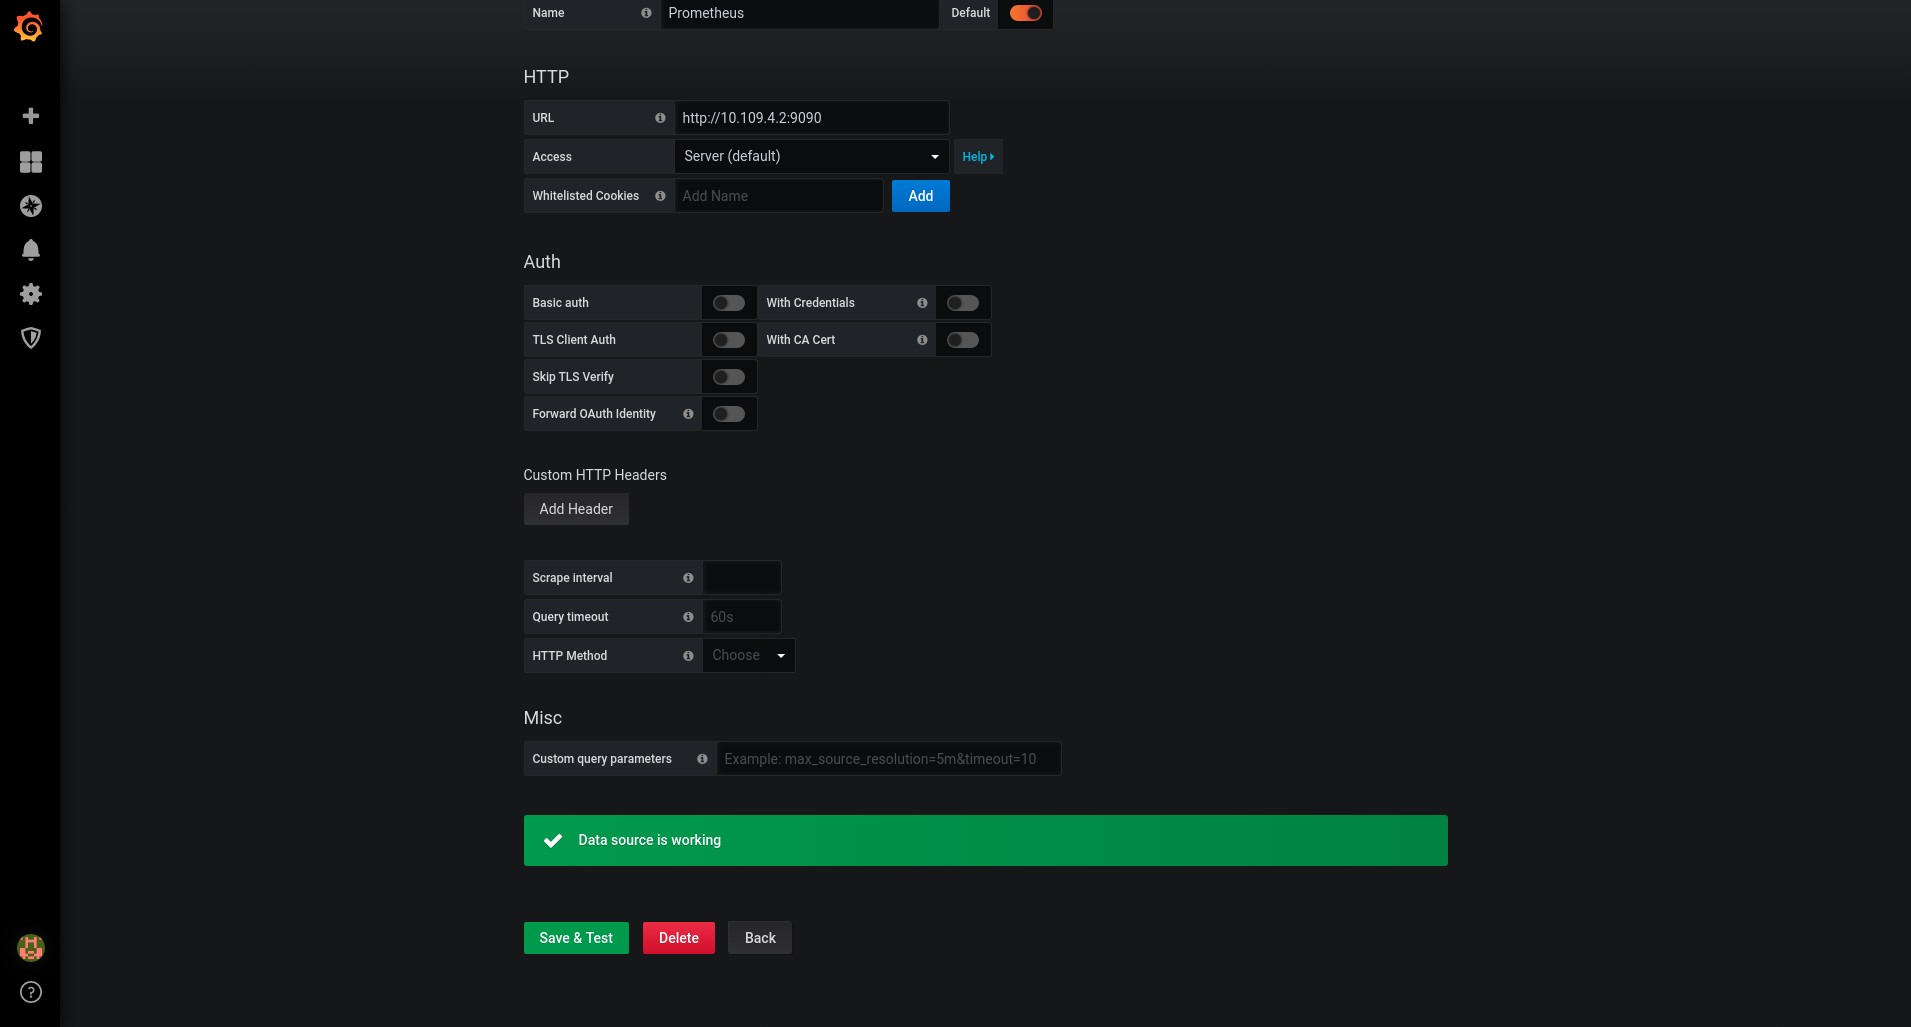 Name Prometheus Default
HTTP
URL http://10.109.4.2:9090
Access Server (default) Help
Whitelisted Cookies Add Name Add
Auth
Basic auth With Credentials
TLS Client Auth With CA Cert
Skip TLS Verify
Forward OAuth Identity
Custom HTTP Headers
Add Header
Scrape interval
Query timeout 60s
HTTP Method Choose
Misc
Custom query parameters Example: max_source_resolution=5m&timeout=10
Data source is working
Save & Test Delete Back